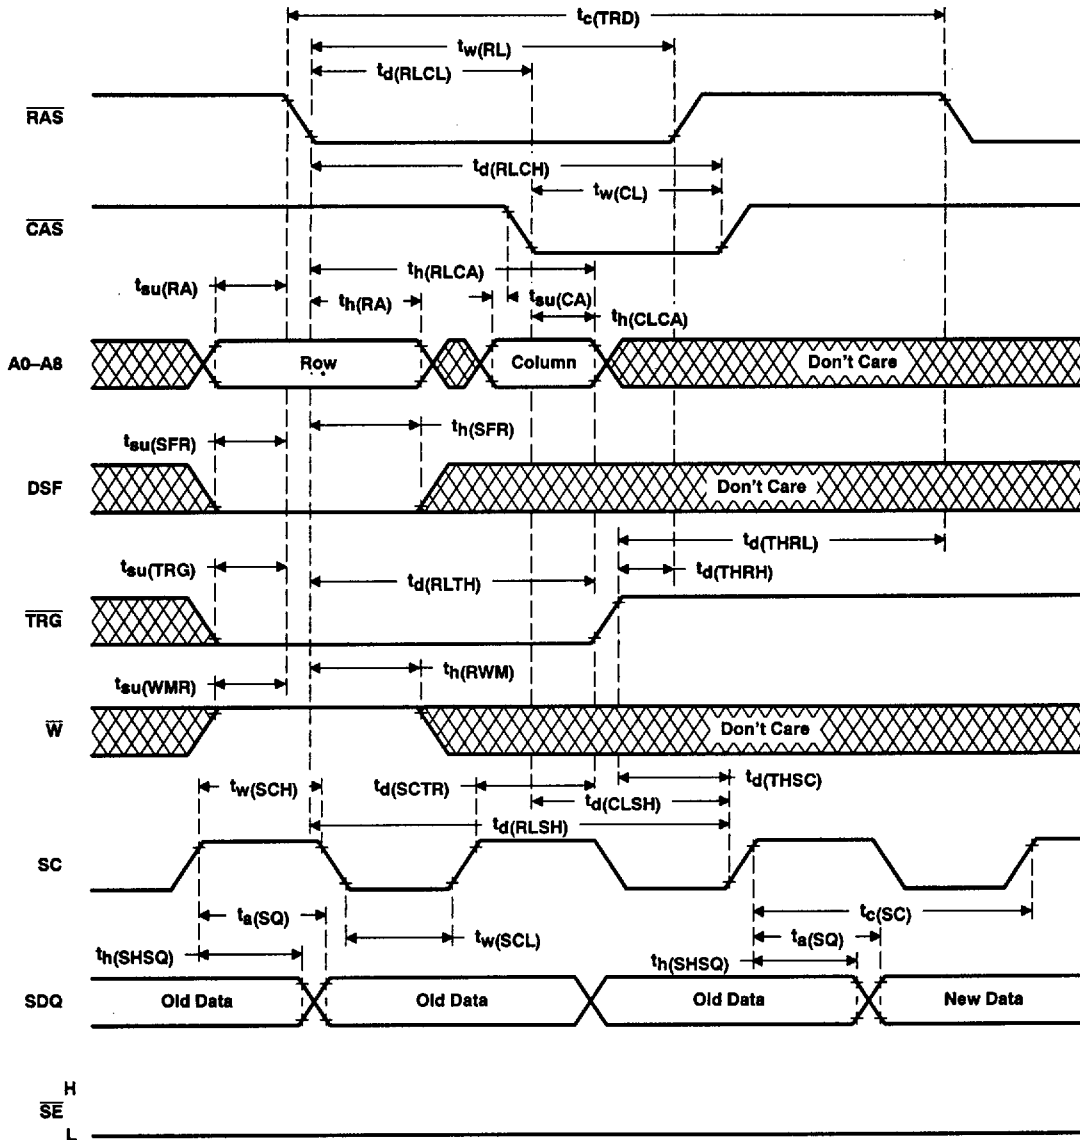 tc(TRD)
tw(RL)
td(RLCL)
RAS
td(RLCH)
tw(CL)
CAS
th(RLCA)
tsu(RA)
th(RA)
tsu(CA)
th(CLCA)
A0–A8
Row
Column
Don't Care
th(SFR)
tsu(SFR)
DSF
Don't Care
td(THRL)
tsu(TRG)
td(RLTH)
td(THRH)
TRG
th(RWM)
tsu(WMR)
W
Don't Care
tw(SCH)
td(SCTR)
td(THSC)
td(CLSH)
td(RLSH)
SC
ta(SQ)
tc(SC)
tw(SCL)
ta(SQ)
th(SHSQ)
th(SHSQ)
SDQ
Old Data
Old Data
Old Data
New Data
H
SE
L